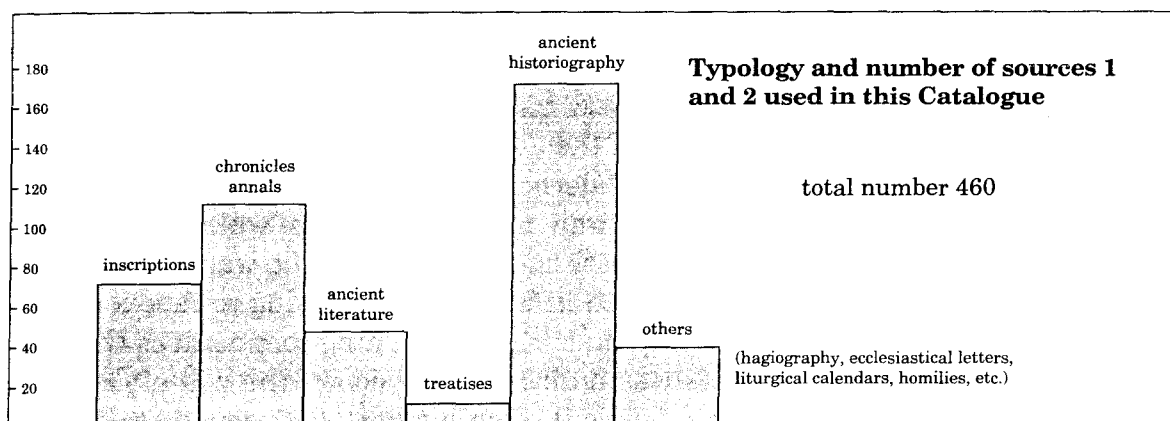 Typology and number of sources 1
and 2 used in this Catalogue
total number 460
180
160
140
120
100
80
60
40
20
inscriptions
chronicles
annals
ancient
literature
treatises
ancient
historiography
others
(hagiography, ecclesiastical letters,
liturgical calendars, homilies, etc.)